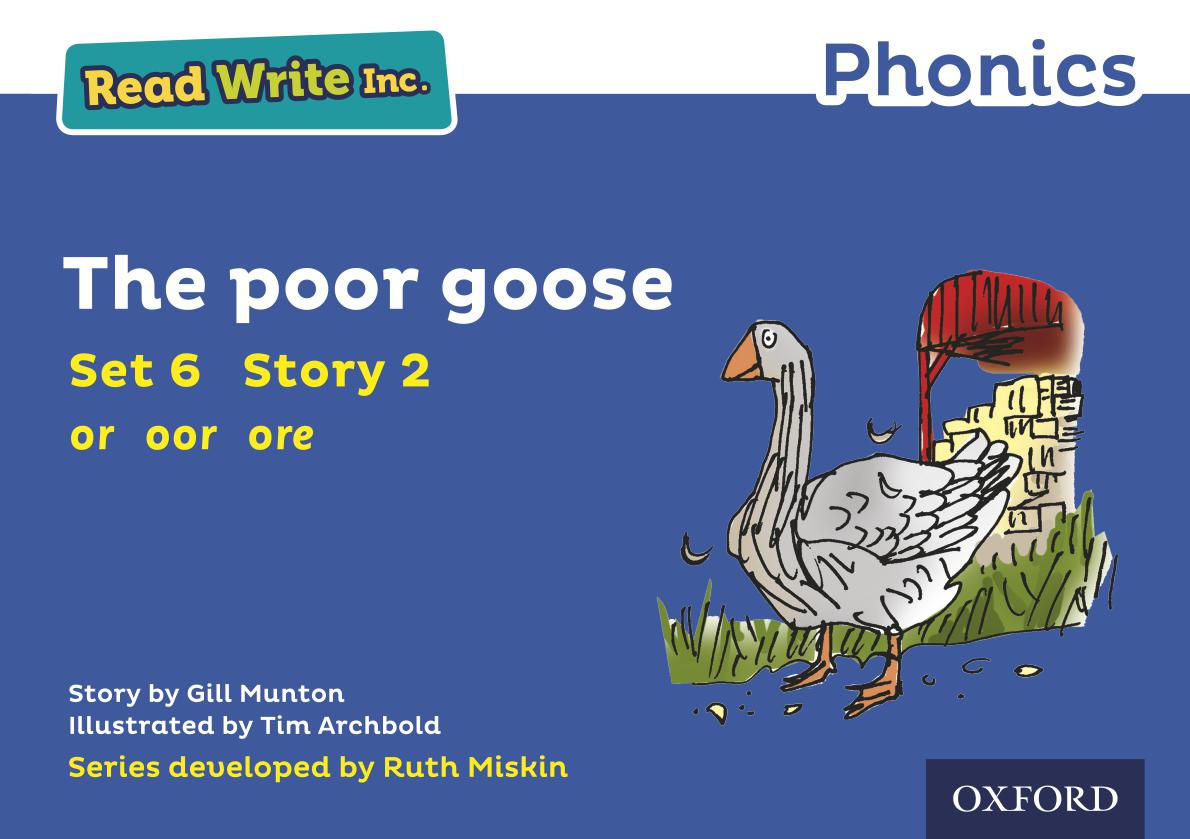 Read Write Inc.
Phonics
The poor goose
Set 6 Story 2
or oor ore
Story by Gill Munton
Illustrated by Tim Archbold
Series developed by Ruth Miskin
OXFORD